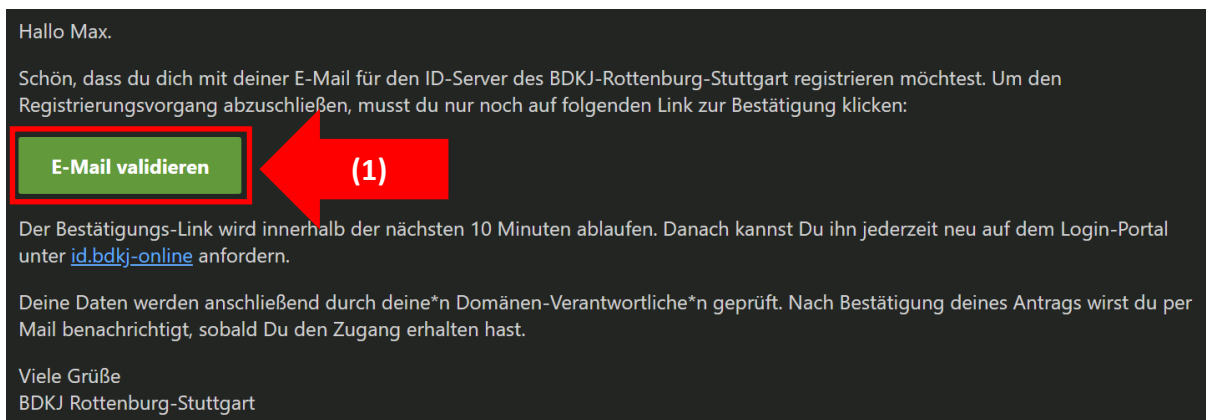 Hallo Max.
Schön, dass du dich mit deiner E-Mail für den ID-Server des BDKJ-Rottenburg-Stuttgart registrieren möchtest. Um den
Registrierungsvorgang abzuschließen, musst du nur noch auf folgenden Link zur Bestätigung klicken:
E-Mail validieren
(1)
Der Bestätigungs-Link wird innerhalb der nächsten 10 Minuten ablaufen. Danach kannst Du ihn jederzeit neu auf dem Login-Portal
unter id.bdkj-online anfordern.
Deine Daten werden anschließend durch deine*n Domänen-Verantwortliche*n geprüft. Nach Bestätigung deines Antrags wirst du per
Mail benachrichtigt, sobald Du den Zugang erhalten hast.
Viele Grüße
BDKJ Rottenburg-Stuttgart